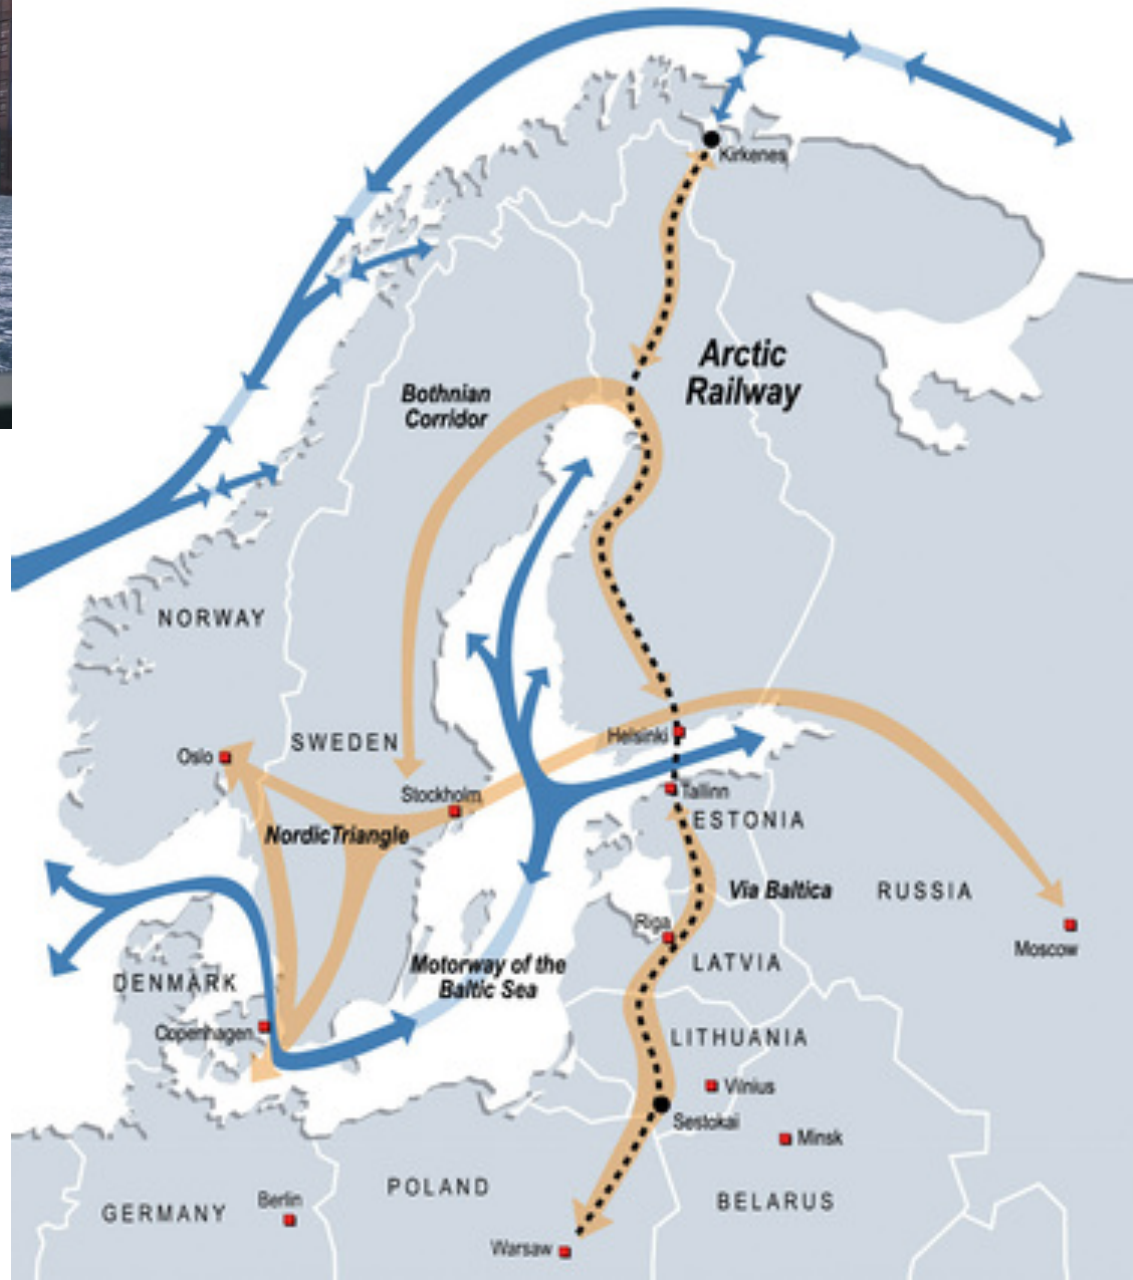 Kirkenes
Arctic
Railway
Bothnian
Corridor
NORWAY
Helsinki
SWEDEN
Oslo
Tallinn
Stockholm
ESTONIA
NordicTriangle
Via Baltica
RUSSIA
Riga
Moscow
LATVIA
Motorway of the
Baltic Sea
DENMARK
Copenhagen
LITHUANIA
Vilnius
Sestokai
Minsk
POLAND
Berlin
BELARUS
GERMANY
Warsaw